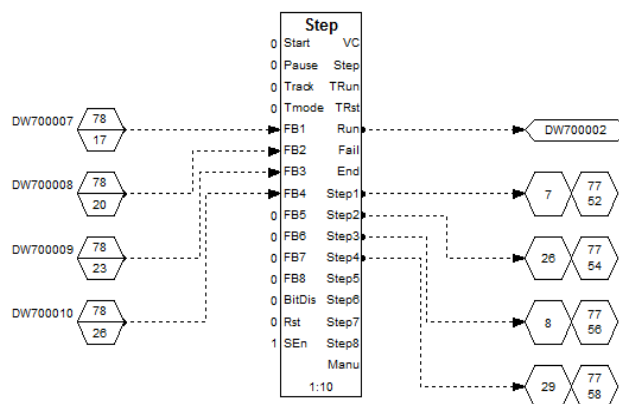 Step
0 Start VC
0 Pause Step
0 Track TRun
0 Tmode TRst
DW700007 78 17 FB1 Run DW700002
FB2 Fail
FB3 End
DW700008 78 20 FB4 Step1 7 77 52
0 FB5 Step2
0 FB6 Step3
DW700009 78 23 0 FB7 Step4 26 77 54
0 FB8 Step5
0 BitDis Step6
DW700010 78 26 0 Rst Step7 8 77 56
1 SEn Step8
Manu
1:10 29 77 58